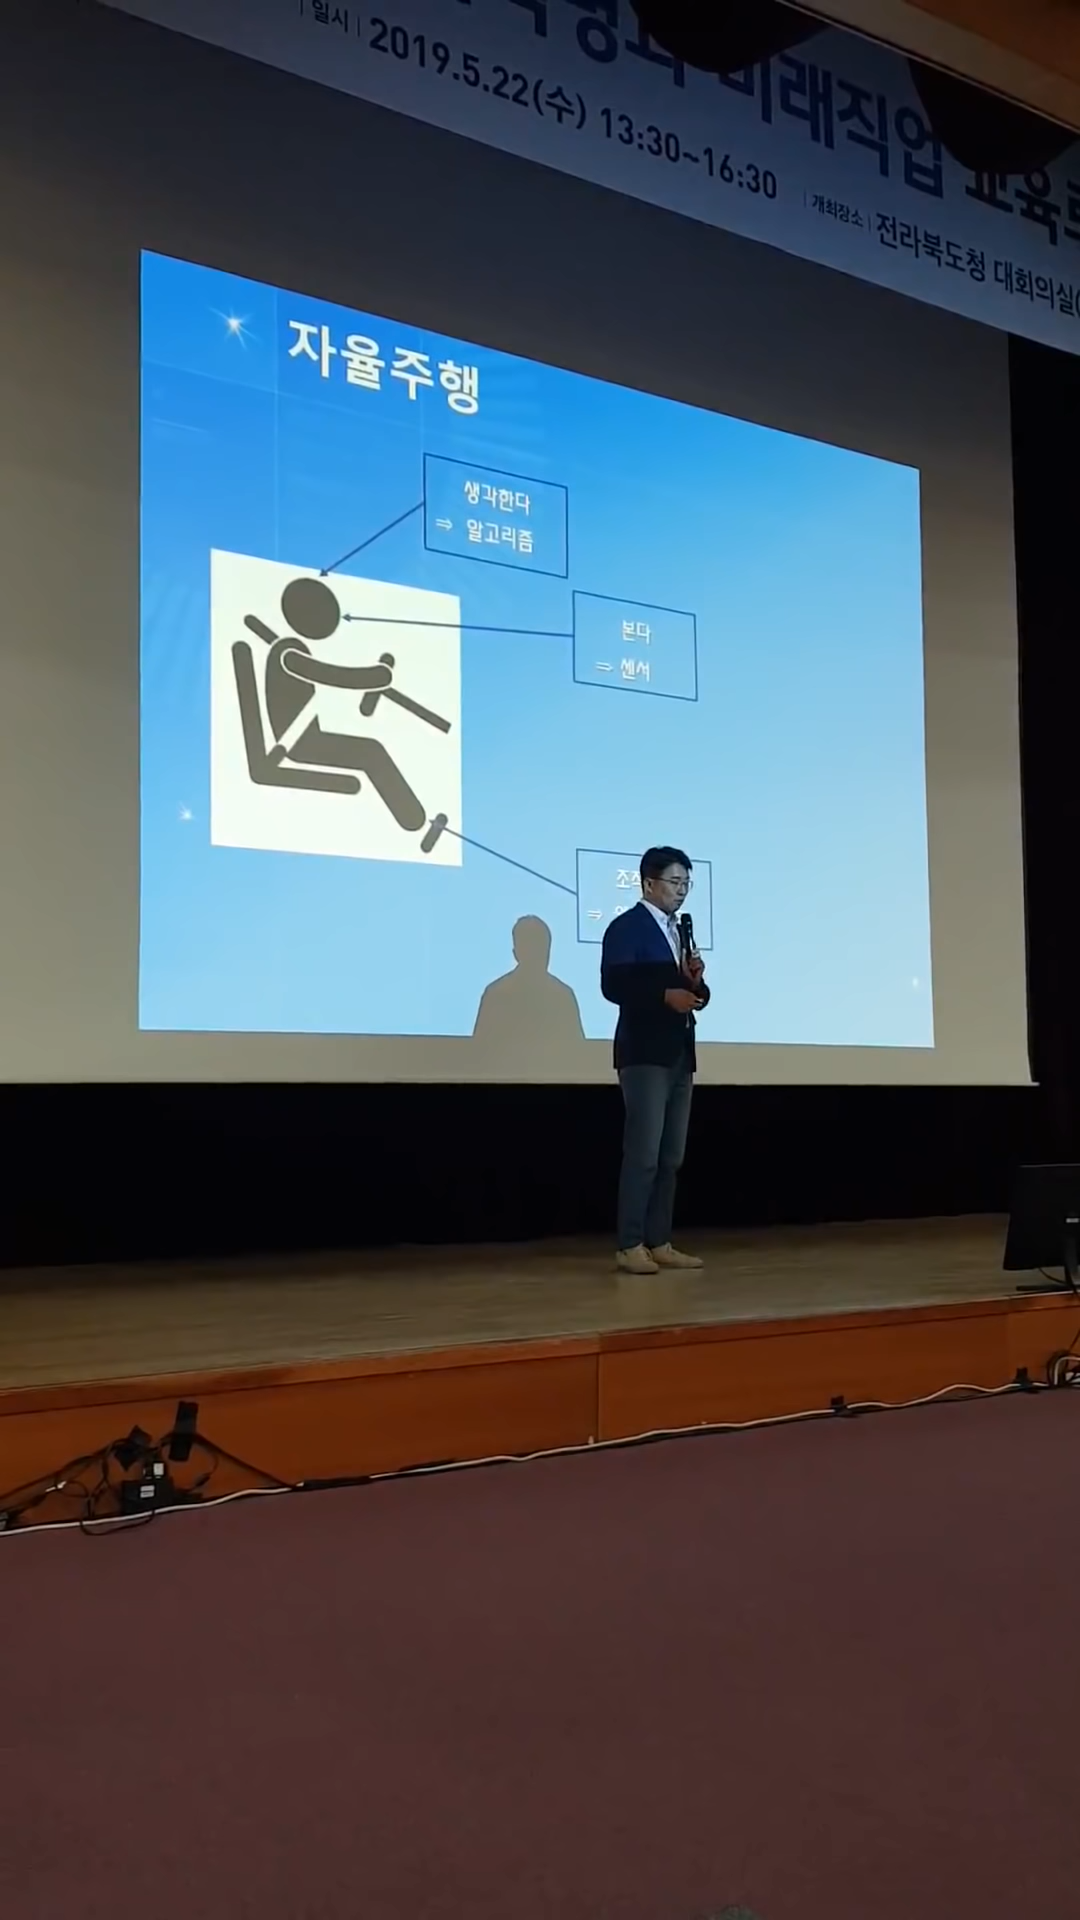 미래직업 교육
일시 2019.5.22(수) 13:30~16:30 개최장소 전라북도청 대회의실
자율주행
생각한다
⇒ 알고리즘
본다
⇒ 센서
⇒